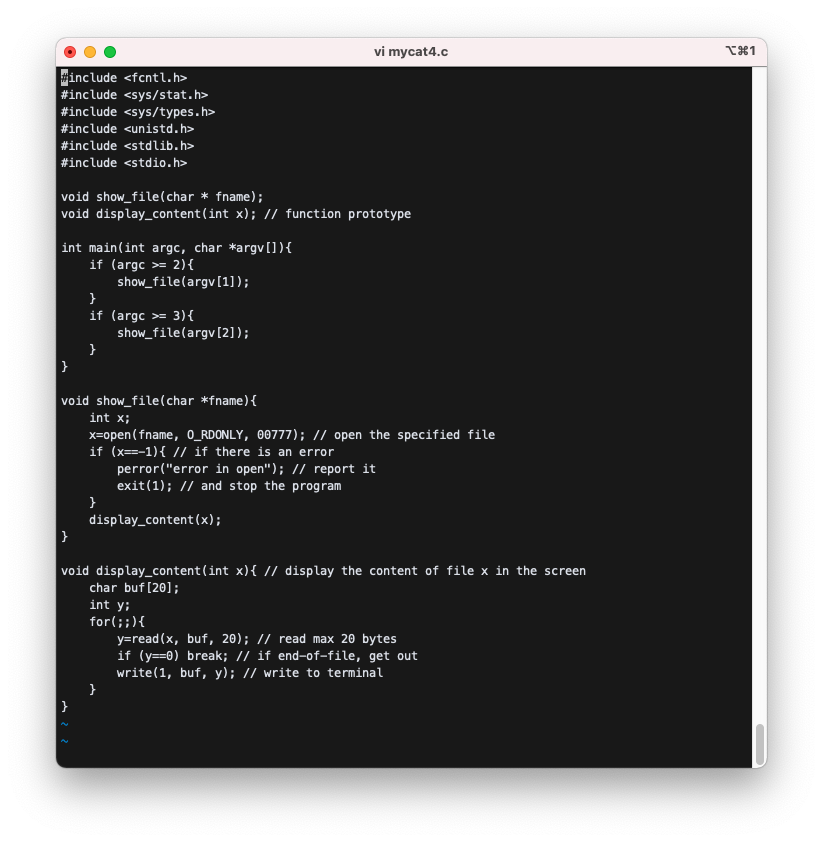 vi mycat4.c
⌥⌘1
#include <fcntl.h>
#include <sys/stat.h>
#include <sys/types.h>
#include <unistd.h>
#include <stdlib.h>
#include <stdio.h>

void show_file(char * fname);
void display_content(int x); // function prototype

int main(int argc, char *argv[]){
    if (argc >= 2){
        show_file(argv[1]);
    }
    if (argc >= 3){
        show_file(argv[2]);
    }
}

void show_file(char *fname){
    int x;
    x=open(fname, O_RDONLY, 00777); // open the specified file
    if (x==-1){ // if there is an error
        perror("error in open"); // report it
        exit(1); // and stop the program
    }
    display_content(x);
}

void display_content(int x){ // display the content of file x in the screen
    char buf[20];
    int y;
    for(;;){
        y=read(x, buf, 20); // read max 20 bytes
        if (y==0) break; // if end-of-file, get out
        write(1, buf, y); // write to terminal
    }
}
~
~